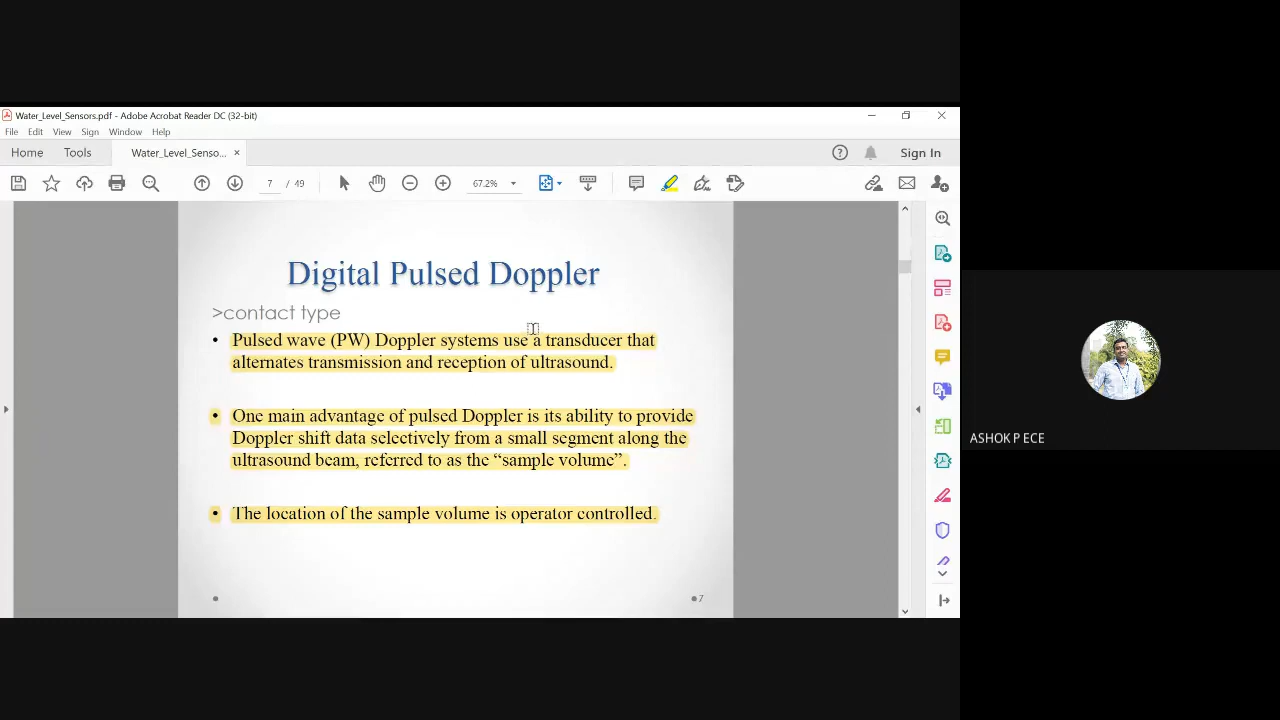 Water_Level_Sensors.pdf - Adobe Acrobat Reader DC (32-bit)
File Edit View Sign Window Help
Home Tools Water_Level_Senso... × Sign In
7 / 49 67.2%
Digital Pulsed Doppler
>contact type
• Pulsed wave (PW) Doppler systems use a transducer that
alternates transmission and reception of ultrasound.
• One main advantage of pulsed Doppler is its ability to provide
Doppler shift data selectively from a small segment along the
ultrasound beam, referred to as the “sample volume”.
• The location of the sample volume is operator controlled.
7
ASHOK P ECE